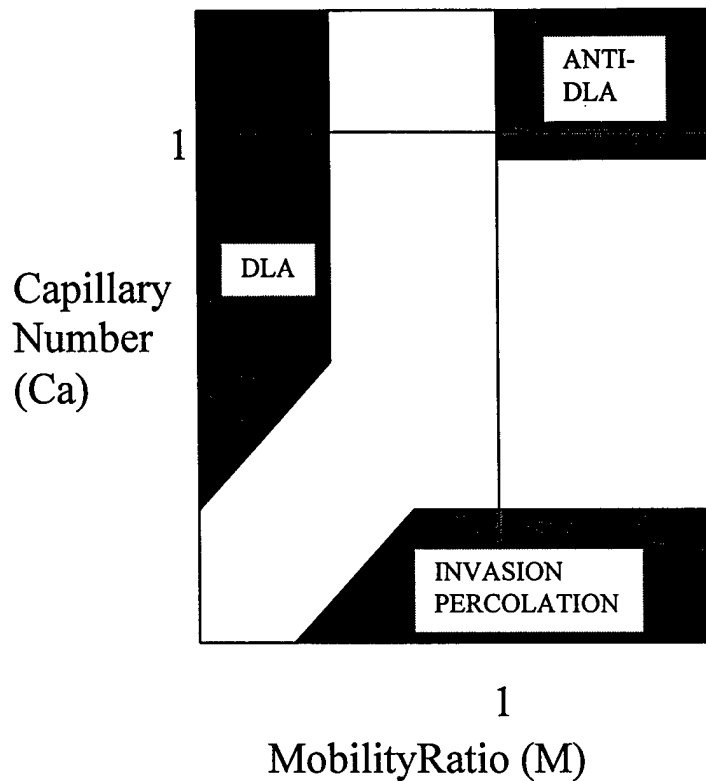 ANTI-
DLA
1
DLA
Capillary
Number
(Ca)
INVASION
PERCOLATION
1
MobilityRatio (M)